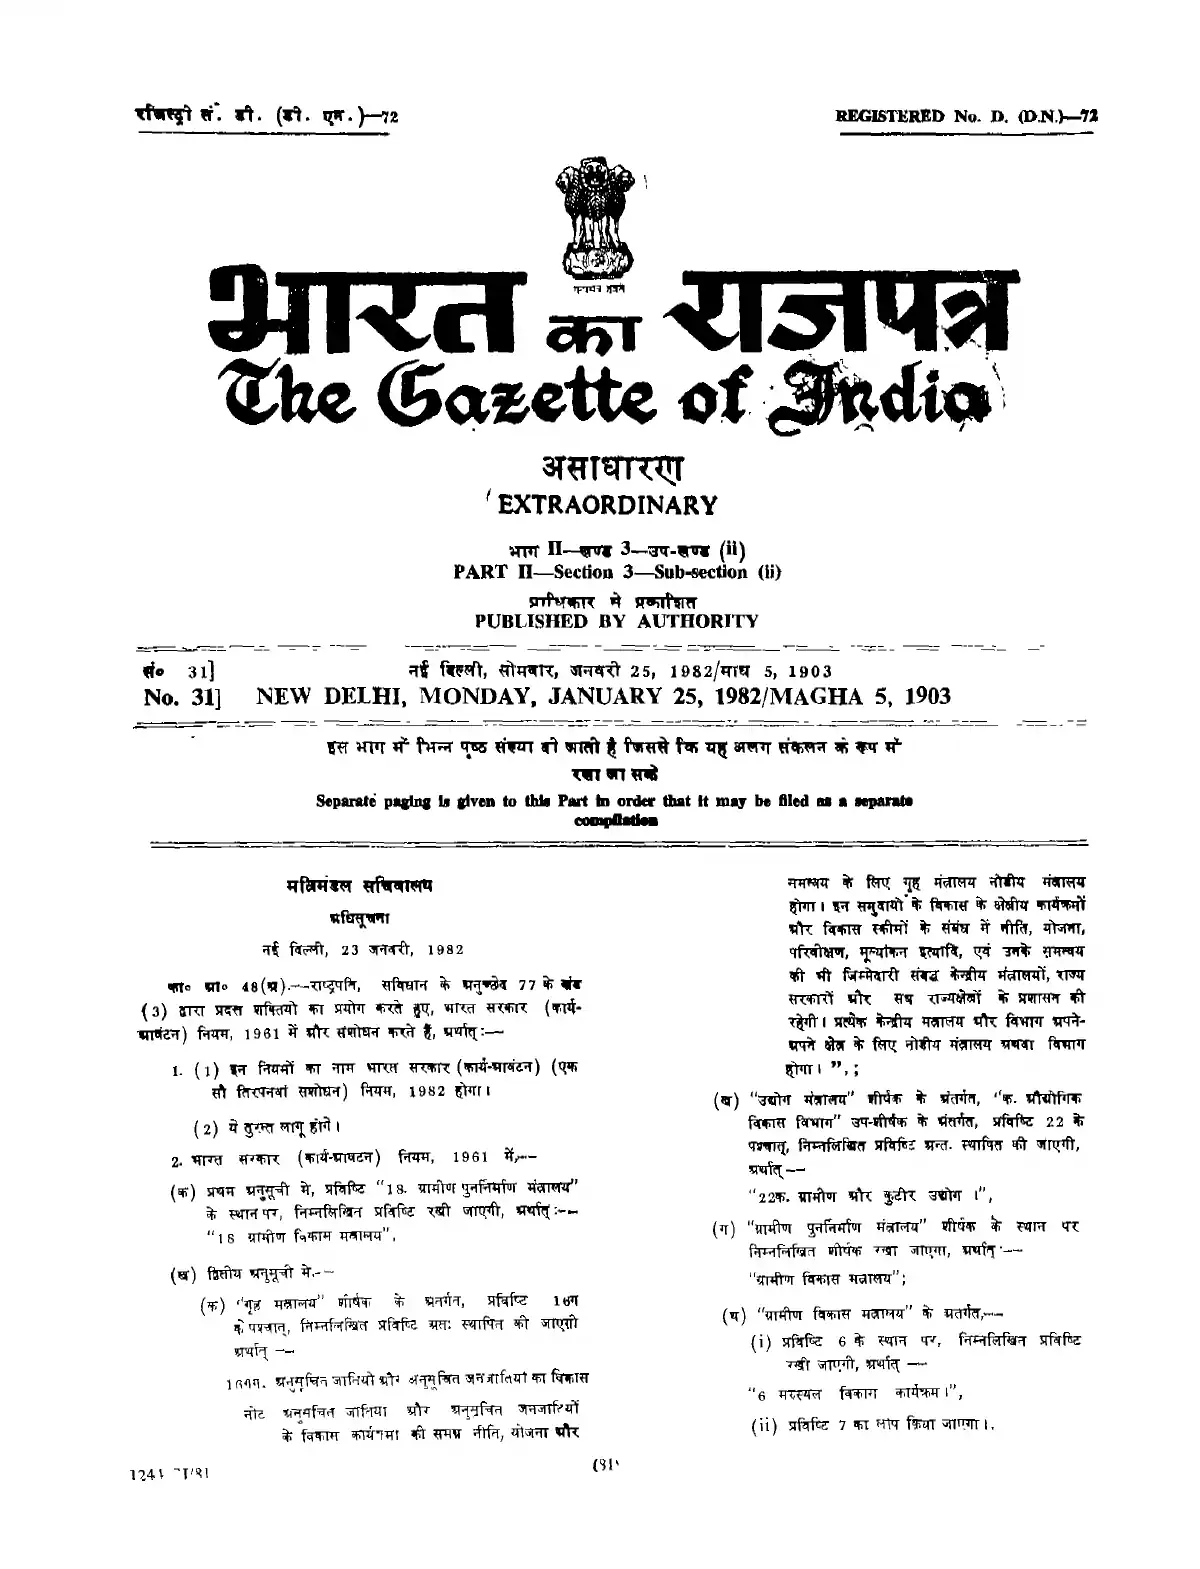 रजिस्ट्री सं. डी. (डी. एन.)—72
REGISTERED No. D. (D.N.)—72
भारत का राजपत्र
The Gazette of India
असाधारण
EXTRAORDINARY
भाग II—खण्ड 3—उप-खण्ड (ii)
PART II—Section 3—Sub-section (ii)
प्राधिकार से प्रकाशित
PUBLISHED BY AUTHORITY
सं० 31]
नई दिल्ली, सोमवार, जनवरी 25, 1982/माघ 5, 1903
No. 31]
NEW DELHI, MONDAY, JANUARY 25, 1982/MAGHA 5, 1903
इस भाग में भिन्न पृष्ठ संख्या दी जाती है जिससे कि यह अलग संकलन के रूप में
रखा जा सके
Separate paging is given to this Part in order that it may be filed as a separate
compilation
मंत्रिमंडल सचिवालय
अधिसूचना
नई दिल्ली, 23 जनवरी, 1982
का० आ० 48(अ).—राष्ट्रपति, संविधान के अनुच्छेद 77 के खंड
(3) द्वारा प्रदत्त शक्तियों का प्रयोग करते हुए, भारत सरकार (कार्य-
आबंटन) नियम, 1961 में और संशोधन करते हैं, अर्थात् :—
1. (1) इन नियमों का नाम भारत सरकार (कार्य-आबंटन) (एक
सौ तिरपनवां संशोधन) नियम, 1982 होगा।
(2) ये तुरन्त लागू होंगे।
2. भारत सरकार (कार्य-आबंटन) नियम, 1961 में,—
(क) प्रथम अनुसूची में, प्रविष्टि "18. ग्रामीण पुनर्निर्माण मंत्रालय"
के स्थान पर, निम्नलिखित प्रविष्टि रखी जाएगी, अर्थात् :—
"18 ग्रामीण विकास मंत्रालय",
(ख) द्वितीय अनुसूची में,—
(क) "गृह मंत्रालय" शीर्षक के अंतर्गत, प्रविष्टि 16ग
के पश्चात्, निम्नलिखित प्रविष्टि अंतः स्थापित की जाएगी
अर्थात् —
अनुसूचित जातियों और अनुसूचित जनजातियों का विकास
नोट अनुसूचित जातियों और अनुसूचित जनजातियों
के विकास कार्यक्रमों की समग्र नीति, योजना और
समन्वय के लिए गृह मंत्रालय नोडीय मंत्रालय
होगा। इन समुदायों के विकास के क्षेत्रीय कार्यक्रमों
और विकास स्कीमों के संबंध में नीति, योजना,
परिवीक्षण, मूल्यांकन इत्यादि, एवं उनके समन्वय
की भी जिम्मेदारी संबद्ध केन्द्रीय मंत्रालयों, राज्य
सरकारों और संघ राज्यक्षेत्रों के प्रशासन की
रहेगी। प्रत्येक केन्द्रीय मंत्रालय और विभाग अपने-
अपने क्षेत्र के लिए नोडीय मंत्रालय अथवा विभाग
होगा। ",;
(ख) "उद्योग मंत्रालय" शीर्षक के अंतर्गत, "क. औद्योगिक
विकास विभाग" उप-शीर्षक के अंतर्गत, प्रविष्टि 22 के
पश्चात्, निम्नलिखित प्रविष्टि अन्त. स्थापित की जाएगी,
अर्थात् —
"22क. ग्रामीण और कुटीर उद्योग।",
(ग) "ग्रामीण पुनर्निर्माण मंत्रालय" शीर्षक के स्थान पर
निम्नलिखित शीर्षक रखा जाएगा, अर्थात् :—
"ग्रामीण विकास मंत्रालय";
(घ) "ग्रामीण विकास मंत्रालय" के अंतर्गत,—
(i) प्रविष्टि 6 के स्थान पर, निम्नलिखित प्रविष्टि
रखी जाएगी, अर्थात् —
"6 मरुस्थल विकास कार्यक्रम।",
(ii) प्रविष्टि 7 का लोप किया जाएगा।.
(81)